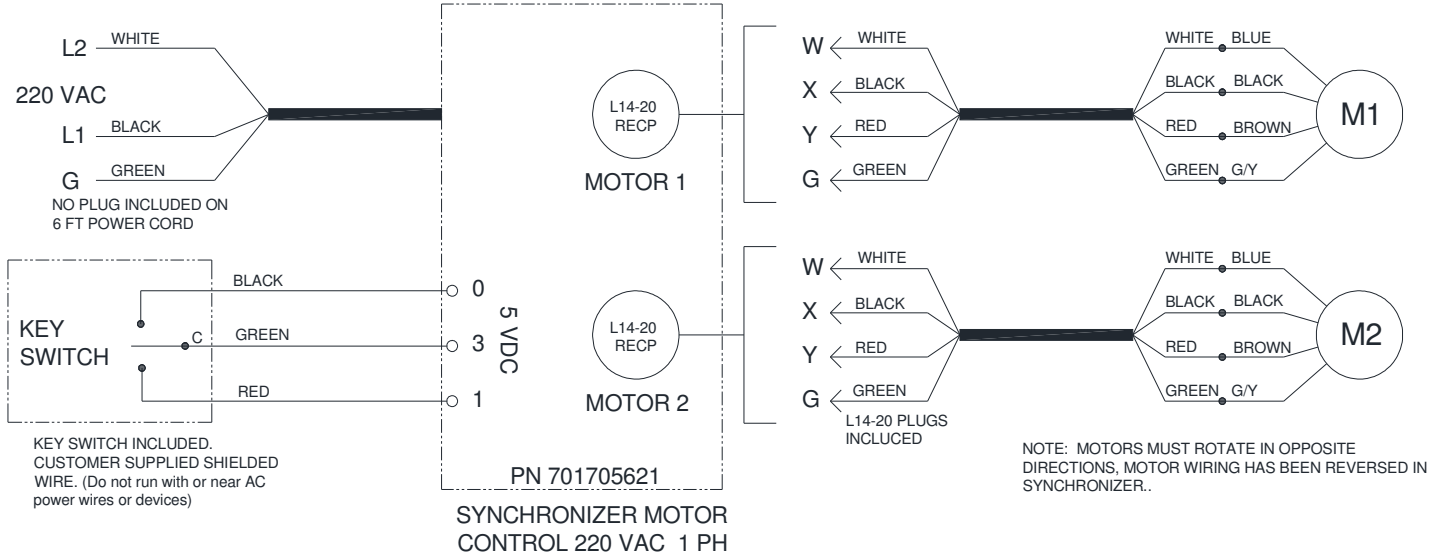 L2 WHITE
220 VAC
L1 BLACK
G GREEN
NO PLUG INCLUDED ON
6 FT POWER CORD
KEY
SWITCH
C
BLACK
GREEN
RED
0
3
1
5 VDC
KEY SWITCH INCLUDED.
CUSTOMER SUPPLIED SHIELDED
WIRE. (Do not run with or near AC
power wires or devices)
L14-20
RECP
MOTOR 1
L14-20
RECP
MOTOR 2
PN 701705621
SYNCHRONIZER MOTOR
CONTROL 220 VAC 1 PH
W WHITE WHITE BLUE
X BLACK BLACK BLACK
Y RED RED BROWN
G GREEN GREEN G/Y
M1
W WHITE WHITE BLUE
X BLACK BLACK BLACK
Y RED RED BROWN
G GREEN GREEN G/Y
M2
L14-20 PLUGS
INCLUCED
NOTE: MOTORS MUST ROTATE IN OPPOSITE
DIRECTIONS, MOTOR WIRING HAS BEEN REVERSED IN
SYNCHRONIZER..